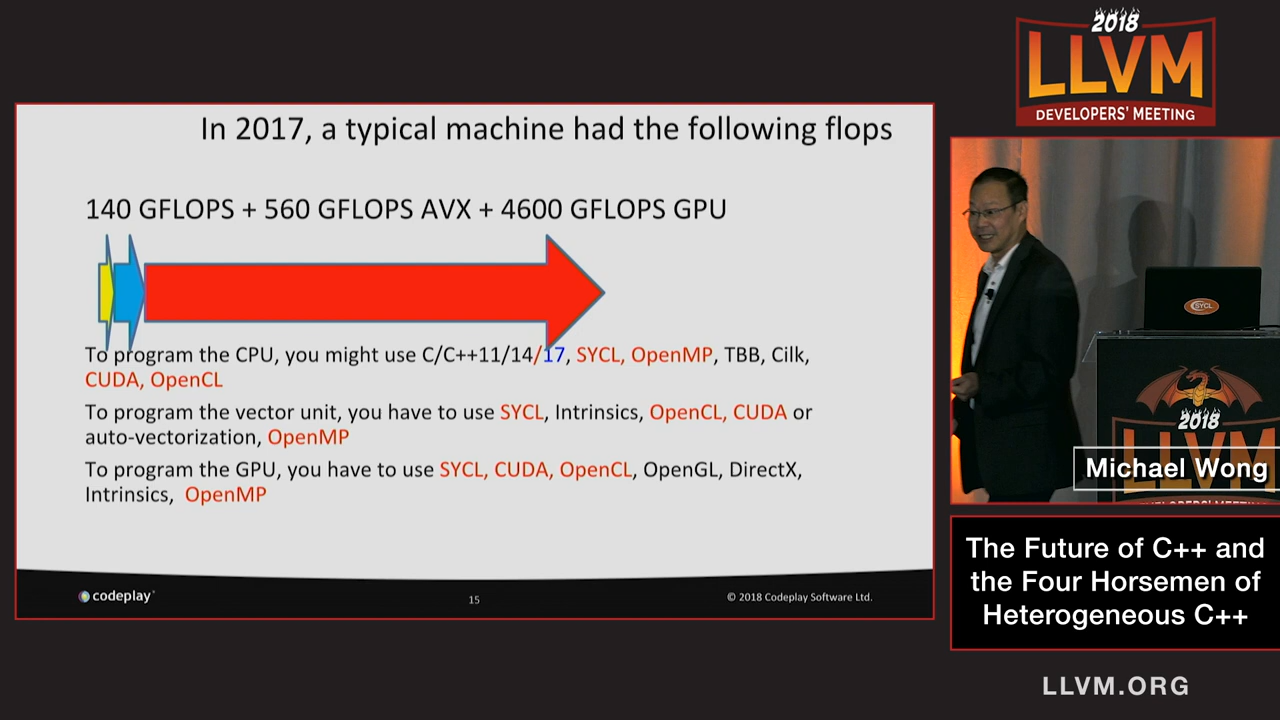 2018
LLVM
DEVELOPERS' MEETING
In 2017, a typical machine had the following flops
140 GFLOPS + 560 GFLOPS AVX + 4600 GFLOPS GPU
To program the CPU, you might use C/C++11/14/17, SYCL, OpenMP, TBB, Cilk,
CUDA, OpenCL
To program the vector unit, you have to use SYCL, Intrinsics, OpenCL, CUDA or
auto-vectorization, OpenMP
To program the GPU, you have to use SYCL, CUDA, OpenCL, OpenGL, DirectX,
Intrinsics, OpenMP
codeplay
15
© 2018 Codeplay Software Ltd.
SYCL
2018
LLVM
Michael Wong
DEVELOPERS' MEETING
The Future of C++ and
the Four Horsemen of
Heterogeneous C++
LLVM.ORG